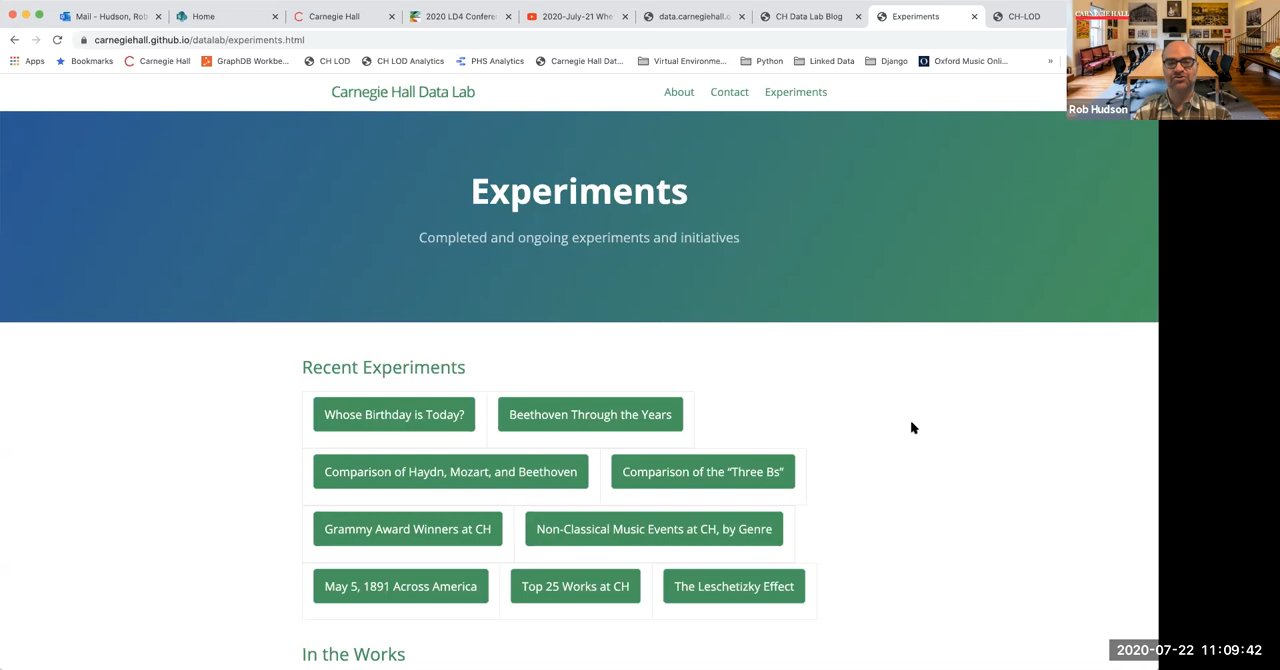 Mail - Hudson, Rob
Home
Carnegie Hall
2020 LD4 Confere
2020-July-21 Whe
data.carnegiehall.c
CH Data Lab Blog
Experiments
CH-LOD
carnegiehall.github.io/datalab/experiments.html
Apps
Bookmarks
Carnegie Hall
GraphDB Workbe...
CH LOD
CH LOD Analytics
PHS Analytics
Carnegie Hall Dat...
Virtual Environme...
Python
Linked Data
Django
Oxford Music Onli...
»
CARNEGIE HALL
Rob Hudson
Carnegie Hall Data Lab
About
Contact
Experiments
Experiments
Completed and ongoing experiments and initiatives
Recent Experiments
Whose Birthday is Today?
Beethoven Through the Years
Comparison of Haydn, Mozart, and Beethoven
Comparison of the “Three Bs”
Grammy Award Winners at CH
Non-Classical Music Events at CH, by Genre
May 5, 1891 Across America
Top 25 Works at CH
The Leschetizky Effect
In the Works
2020-07-22 11:09:42